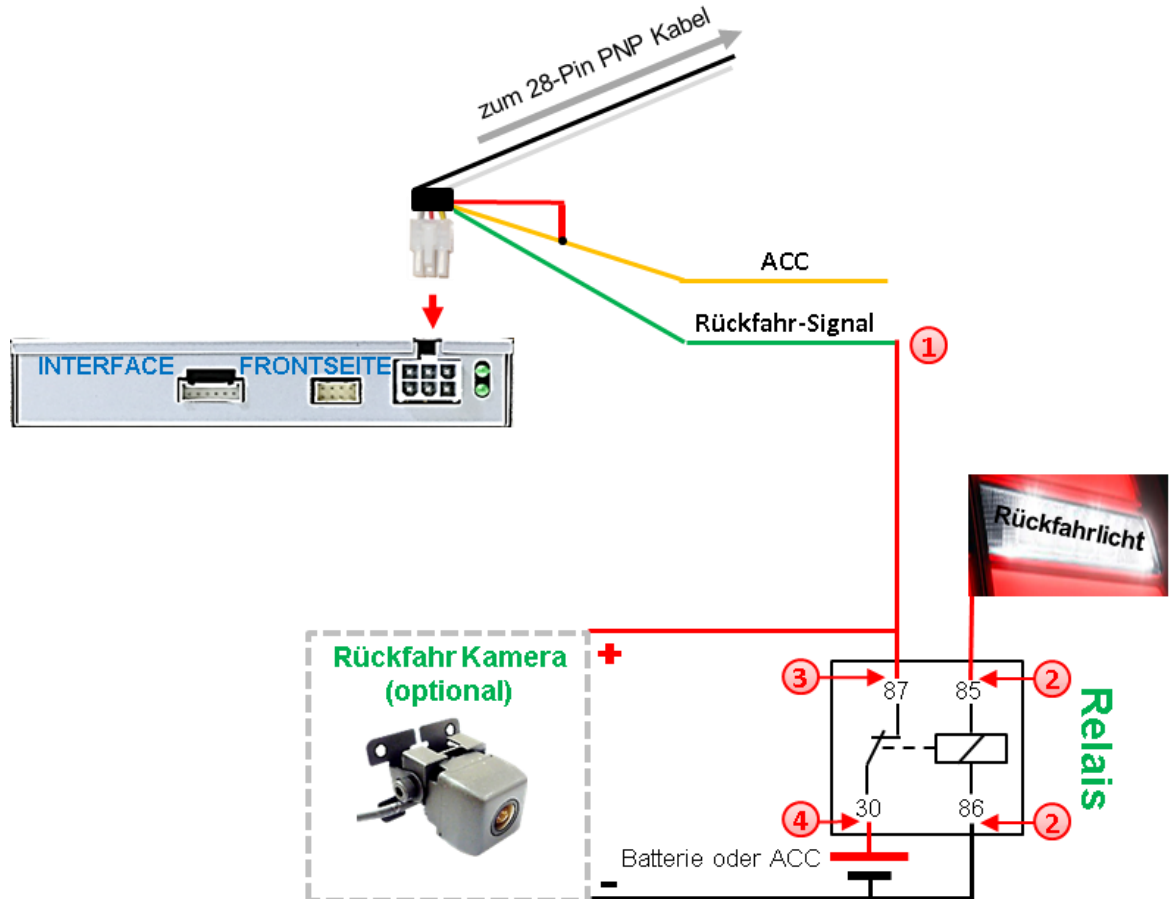 zum 28-Pin PNP Kabel
ACC
Rückfahr-Signal
1
INTERFACE FRONTSEITE
Rückfahrlicht
Rückfahr Kamera
(optional)
+
3
87
85
2
Relais
4
30
86
2
Batterie oder ACC
-